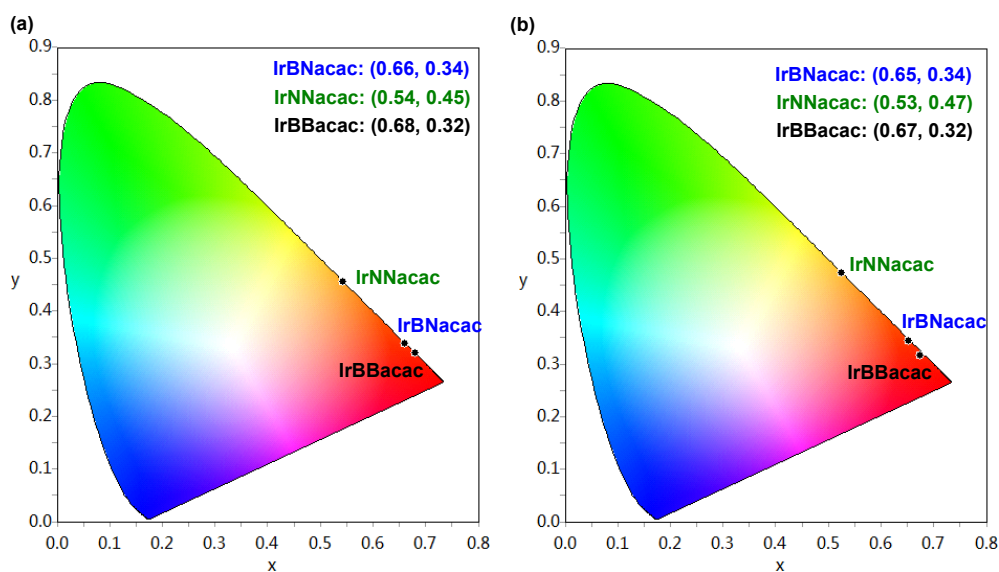 (a)
IrBNacac: (0.66, 0.34)
IrNNacac: (0.54, 0.45)
IrBBacac: (0.68, 0.32)
0.9
0.8
0.7
0.6
0.5
0.4
0.3
0.2
0.1
0.0
y
IrNNacac
IrBNacac
IrBBacac
0.0 0.1 0.2 0.3 0.4 0.5 0.6 0.7 0.8
x
(b)
IrBNacac: (0.65, 0.34)
IrNNacac: (0.53, 0.47)
IrBBacac: (0.67, 0.32)
0.9
0.8
0.7
0.6
0.5
0.4
0.3
0.2
0.1
0.0
y
IrNNacac
IrBNacac
IrBBacac
0.0 0.1 0.2 0.3 0.4 0.5 0.6 0.7 0.8
x